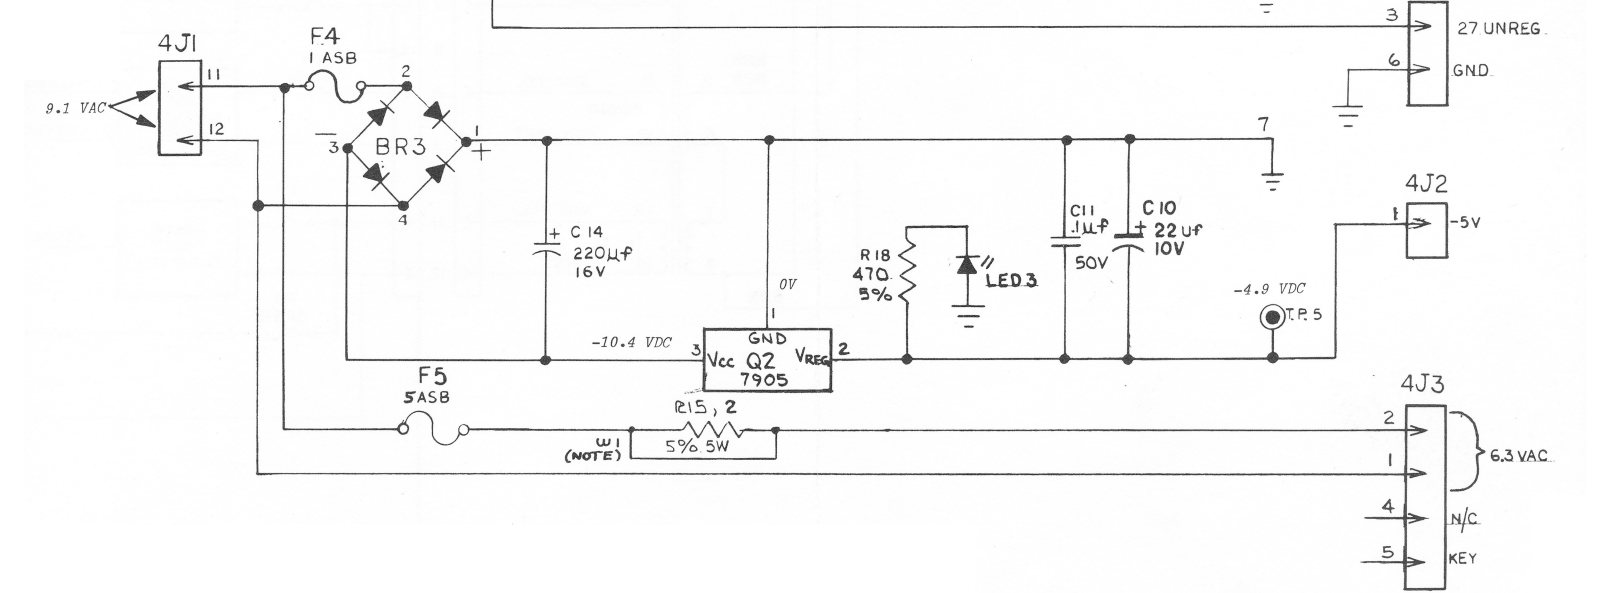 3
27 UNREG.
6
GND
4J1
11
12
9.1 VAC
F4
1 ASB
2
1
+
−
3
BR3
4
7
+
C14
220µf
16V
0V
-10.4 VDC
1
GND
3
Vcc
Q2
VREG
2
7905
R18
470
5%
LED3
C11
.1µf
50V
C10
+
22uf
10V
-4.9 VDC
T.P. 5
4J2
1
-5V
F5
5ASB
R15, 2
5% 5W
W1
(NOTE)
4J3
2
1
6.3 VAC
4
N/C
5
KEY